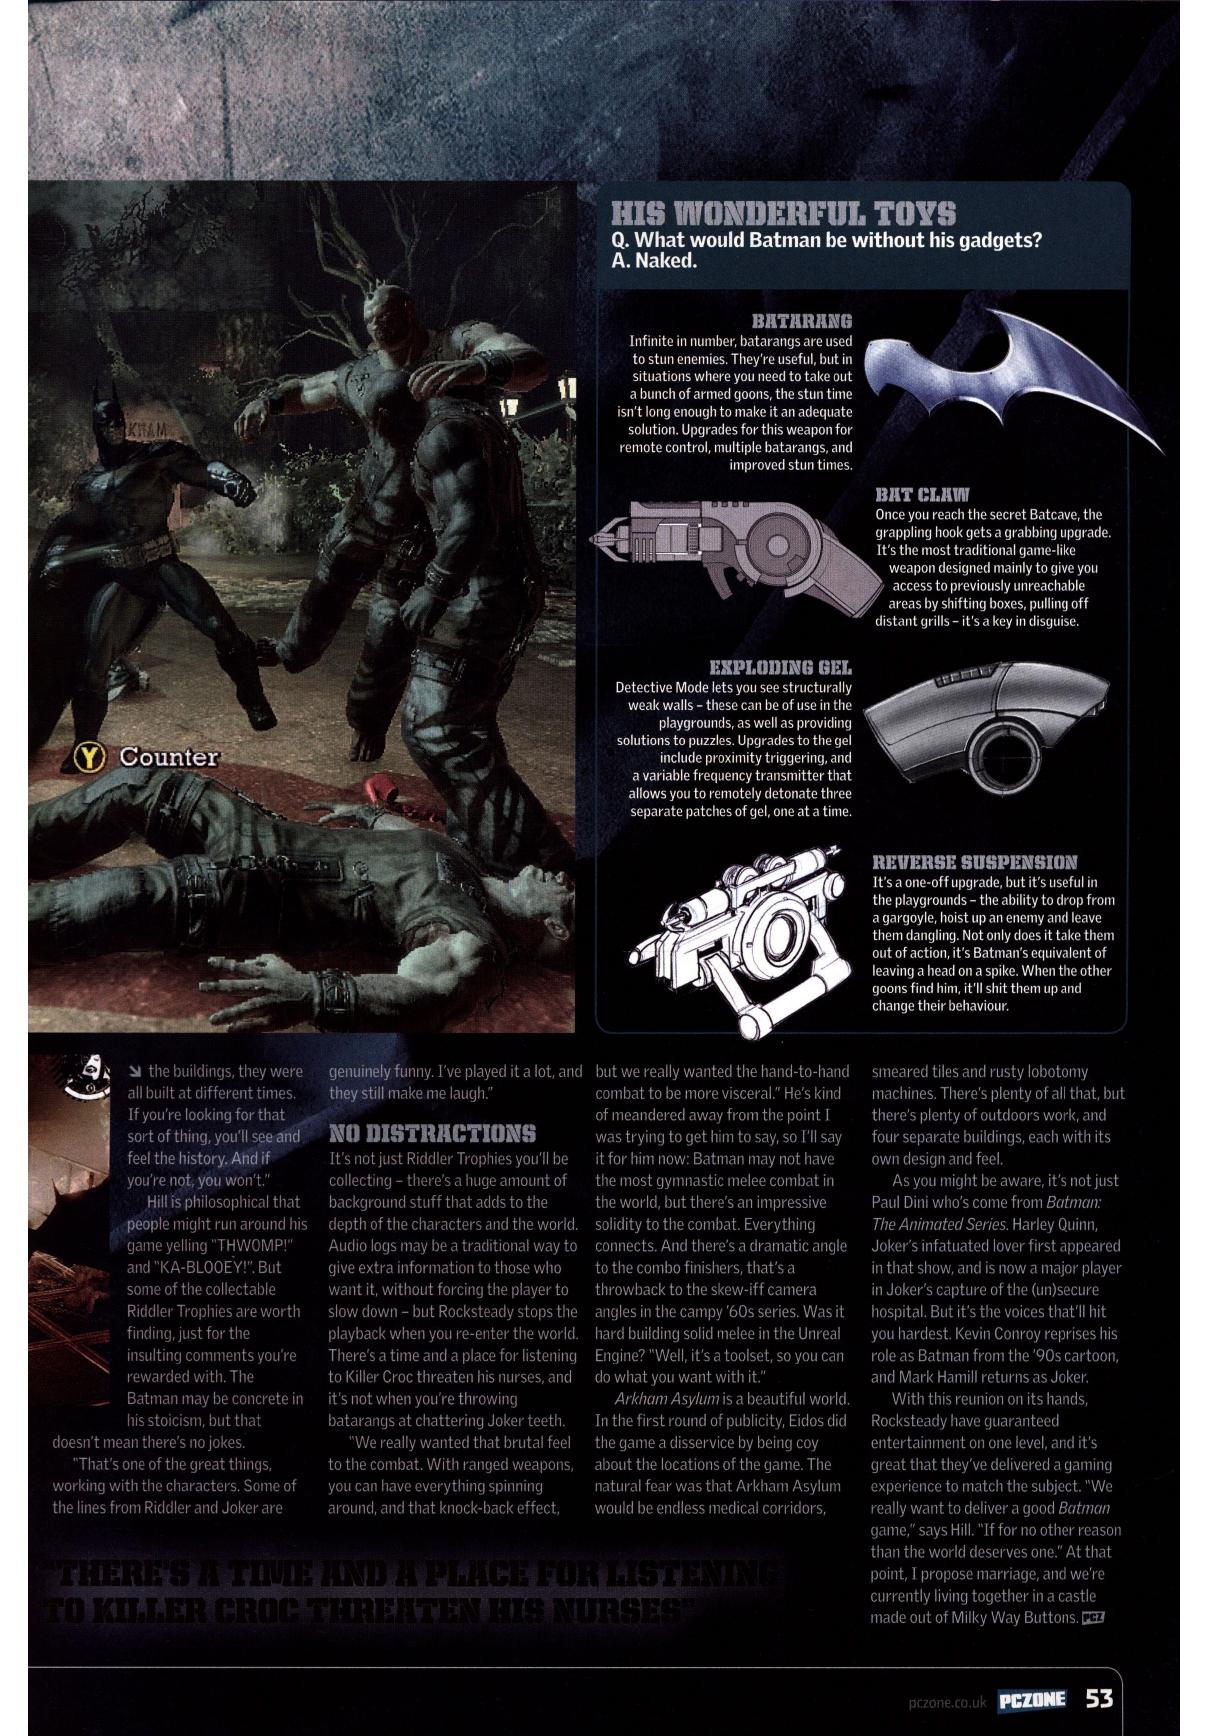 HIS WONDERFUL TOYS
Q. What would Batman be without his gadgets?
A. Naked.
KHAM
Y Counter
BATARANG
Infinite in number, batarangs are used
to stun enemies. They're useful, but in
situations where you need to take out
a bunch of armed goons, the stun time
isn't long enough to make it an adequate
solution. Upgrades for this weapon for
remote control, multiple batarangs, and
improved stun times.
BAT CLAW
Once you reach the secret Batcave, the
grappling hook gets a grabbing upgrade.
It's the most traditional game-like
weapon designed mainly to give you
access to previously unreachable
areas by shifting boxes, pulling off
distant grills – it's a key in disguise.
EXPLODING GEL
Detective Mode lets you see structurally
weak walls – these can be of use in the
playgrounds, as well as providing
solutions to puzzles. Upgrades to the gel
include proximity triggering, and
a variable frequency transmitter that
allows you to remotely detonate three
separate patches of gel, one at a time.
REVERSE SUSPENSION
It's a one-off upgrade, but it's useful in
the playgrounds – the ability to drop from
a gargoyle, hoist up an enemy and leave
them dangling. Not only does it take them
out of action, it's Batman's equivalent of
leaving a head on a spike. When the other
goons find him, it'll shit them up and
change their behaviour.
the buildings, they were
all built at different times.
If you're looking for that
sort of thing, you'll see and
feel the history. And if
you're not, you won't."
Hill is philosophical that
people might run around his
game yelling "THWOMP!"
and "KA-BLOOEY!". But
some of the collectable
Riddler Trophies are worth
finding, just for the
insulting comments you're
rewarded with. The
Batman may be concrete in
his stoicism, but that
doesn't mean there's no jokes.
"That's one of the great things,
working with the characters. Some of
the lines from Riddler and Joker are
genuinely funny. I've played it a lot, and
they still make me laugh."
NO DISTRACTIONS
It's not just Riddler Trophies you'll be
collecting – there's a huge amount of
background stuff that adds to the
depth of the characters and the world.
Audio logs may be a traditional way to
give extra information to those who
want it, without forcing the player to
slow down – but Rocksteady stops the
playback when you re-enter the world.
There's a time and a place for listening
to Killer Croc threaten his nurses, and
it's not when you're throwing
batarangs at chattering Joker teeth.
"We really wanted that brutal feel
to the combat. With ranged weapons,
you can have everything spinning
around, and that knock-back effect,
but we really wanted the hand-to-hand
combat to be more visceral." He's kind
of meandered away from the point I
was trying to get him to say, so I'll say
it for him now: Batman may not have
the most gymnastic melee combat in
the world, but there's an impressive
solidity to the combat. Everything
connects. And there's a dramatic angle
to the combo finishers, that's a
throwback to the skew-iff camera
angles in the campy '60s series. Was it
hard building solid melee in the Unreal
Engine? "Well, it's a toolset, so you can
do what you want with it."
Arkham Asylum is a beautiful world.
In the first round of publicity, Eidos did
the game a disservice by being coy
about the locations of the game. The
natural fear was that Arkham Asylum
would be endless medical corridors,
smeared tiles and rusty lobotomy
machines. There's plenty of all that, but
there's plenty of outdoors work, and
four separate buildings, each with its
own design and feel.
As you might be aware, it's not just
Paul Dini who's come from Batman:
The Animated Series. Harley Quinn,
Joker's infatuated lover first appeared
in that show, and is now a major player
in Joker's capture of the (un)secure
hospital. But it's the voices that'll hit
you hardest. Kevin Conroy reprises his
role as Batman from the '90s cartoon,
and Mark Hamill returns as Joker.
With this reunion on its hands,
Rocksteady have guaranteed
entertainment on one level, and it's
great that they've delivered a gaming
experience to match the subject. "We
really want to deliver a good Batman
game," says Hill. "If for no other reason
than the world deserves one." At that
point, I propose marriage, and we're
currently living together in a castle
made out of Milky Way Buttons. PCZ
"THERE'S A TIME AND A PLACE FOR LISTENING
TO KILLER CROC THREATEN HIS NURSES"
pczone.co.uk PCZONE 53